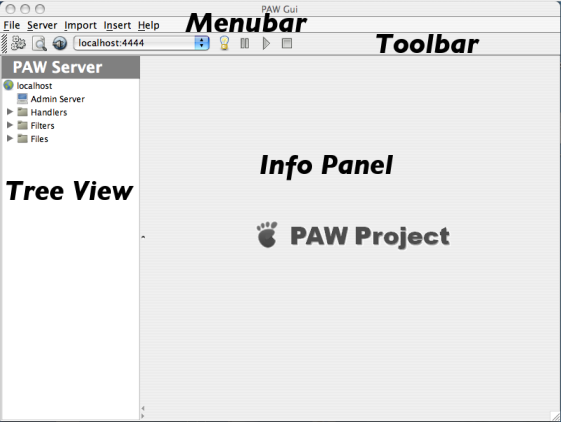 PAW Gui
File Server Import Insert Help
Menubar
localhost:4444
Toolbar
PAW Server
localhost
Admin Server
Handlers
Filters
Files
Tree View
Info Panel
PAW Project